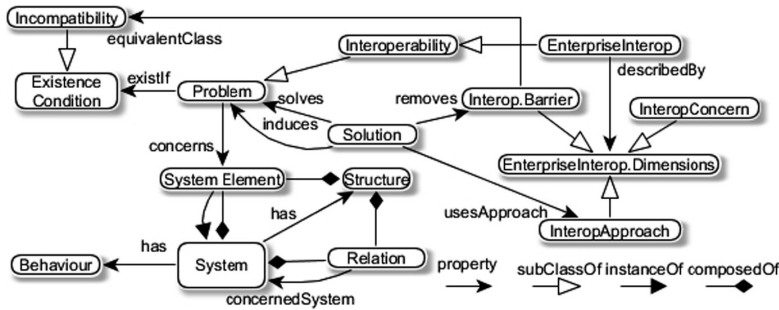 Incompatibility
equivalentClass
Interoperability
EnterpriseInterop
describedBy
Existence
Condition
existIf
Problem
solves
removes
Interop.Barrier
InteropConcern
induces
Solution
concerns
EnterpriseInterop.Dimensions
System Element
Structure
has
usesApproach
InteropApproach
has
Behaviour
System
Relation
concernedSystem
property
subClassOf
instanceOf
composedOf